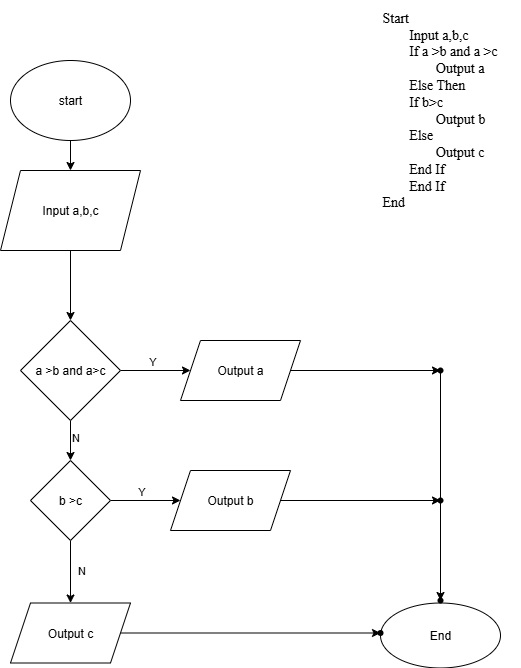 Start
Input a,b,c
If a >b and a >c
Output a
Else Then
If b>c
Output b
Else
Output c
End If
End If
End
start
Input a,b,c
a >b and a>c
Y
Output a
N
b >c
Y
Output b
N
Output c
End